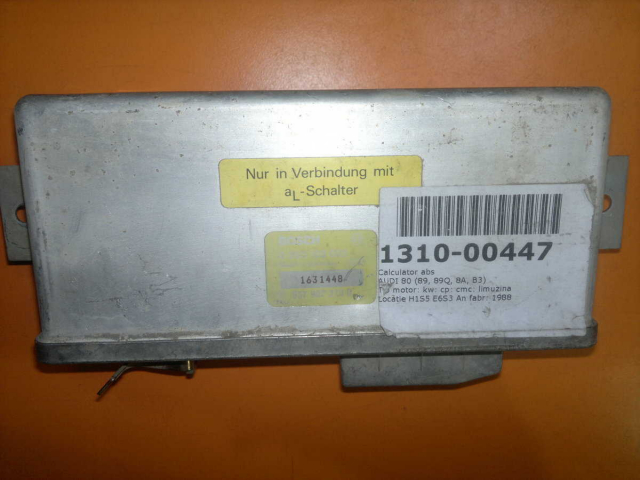 Nur in Verbindung mit
aL-Schalter
1631448
1310-00447
Calculator abs
AUDI 80 (89, 89Q, 8A, B3)
Tip motor: kw: cp: cmc: limuzina
Locatie H1S5 E6S3 An fabr: 1988